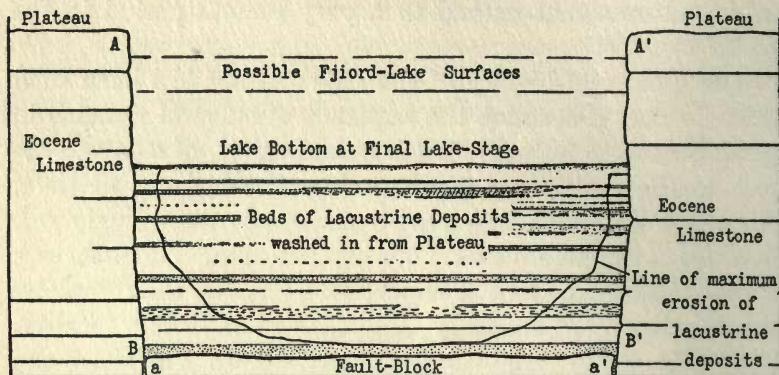 Plateau
Plateau
A
A'
Possible Fjiord-Lake Surfaces
Eocene
Limestone
Lake Bottom at Final Lake-Stage
Beds of Lacustrine Deposits
washed in from Plateau
Eocene
Limestone
Line of maximum
erosion of
lacustrine
deposits
B
B'
a
Fault-Block
a'